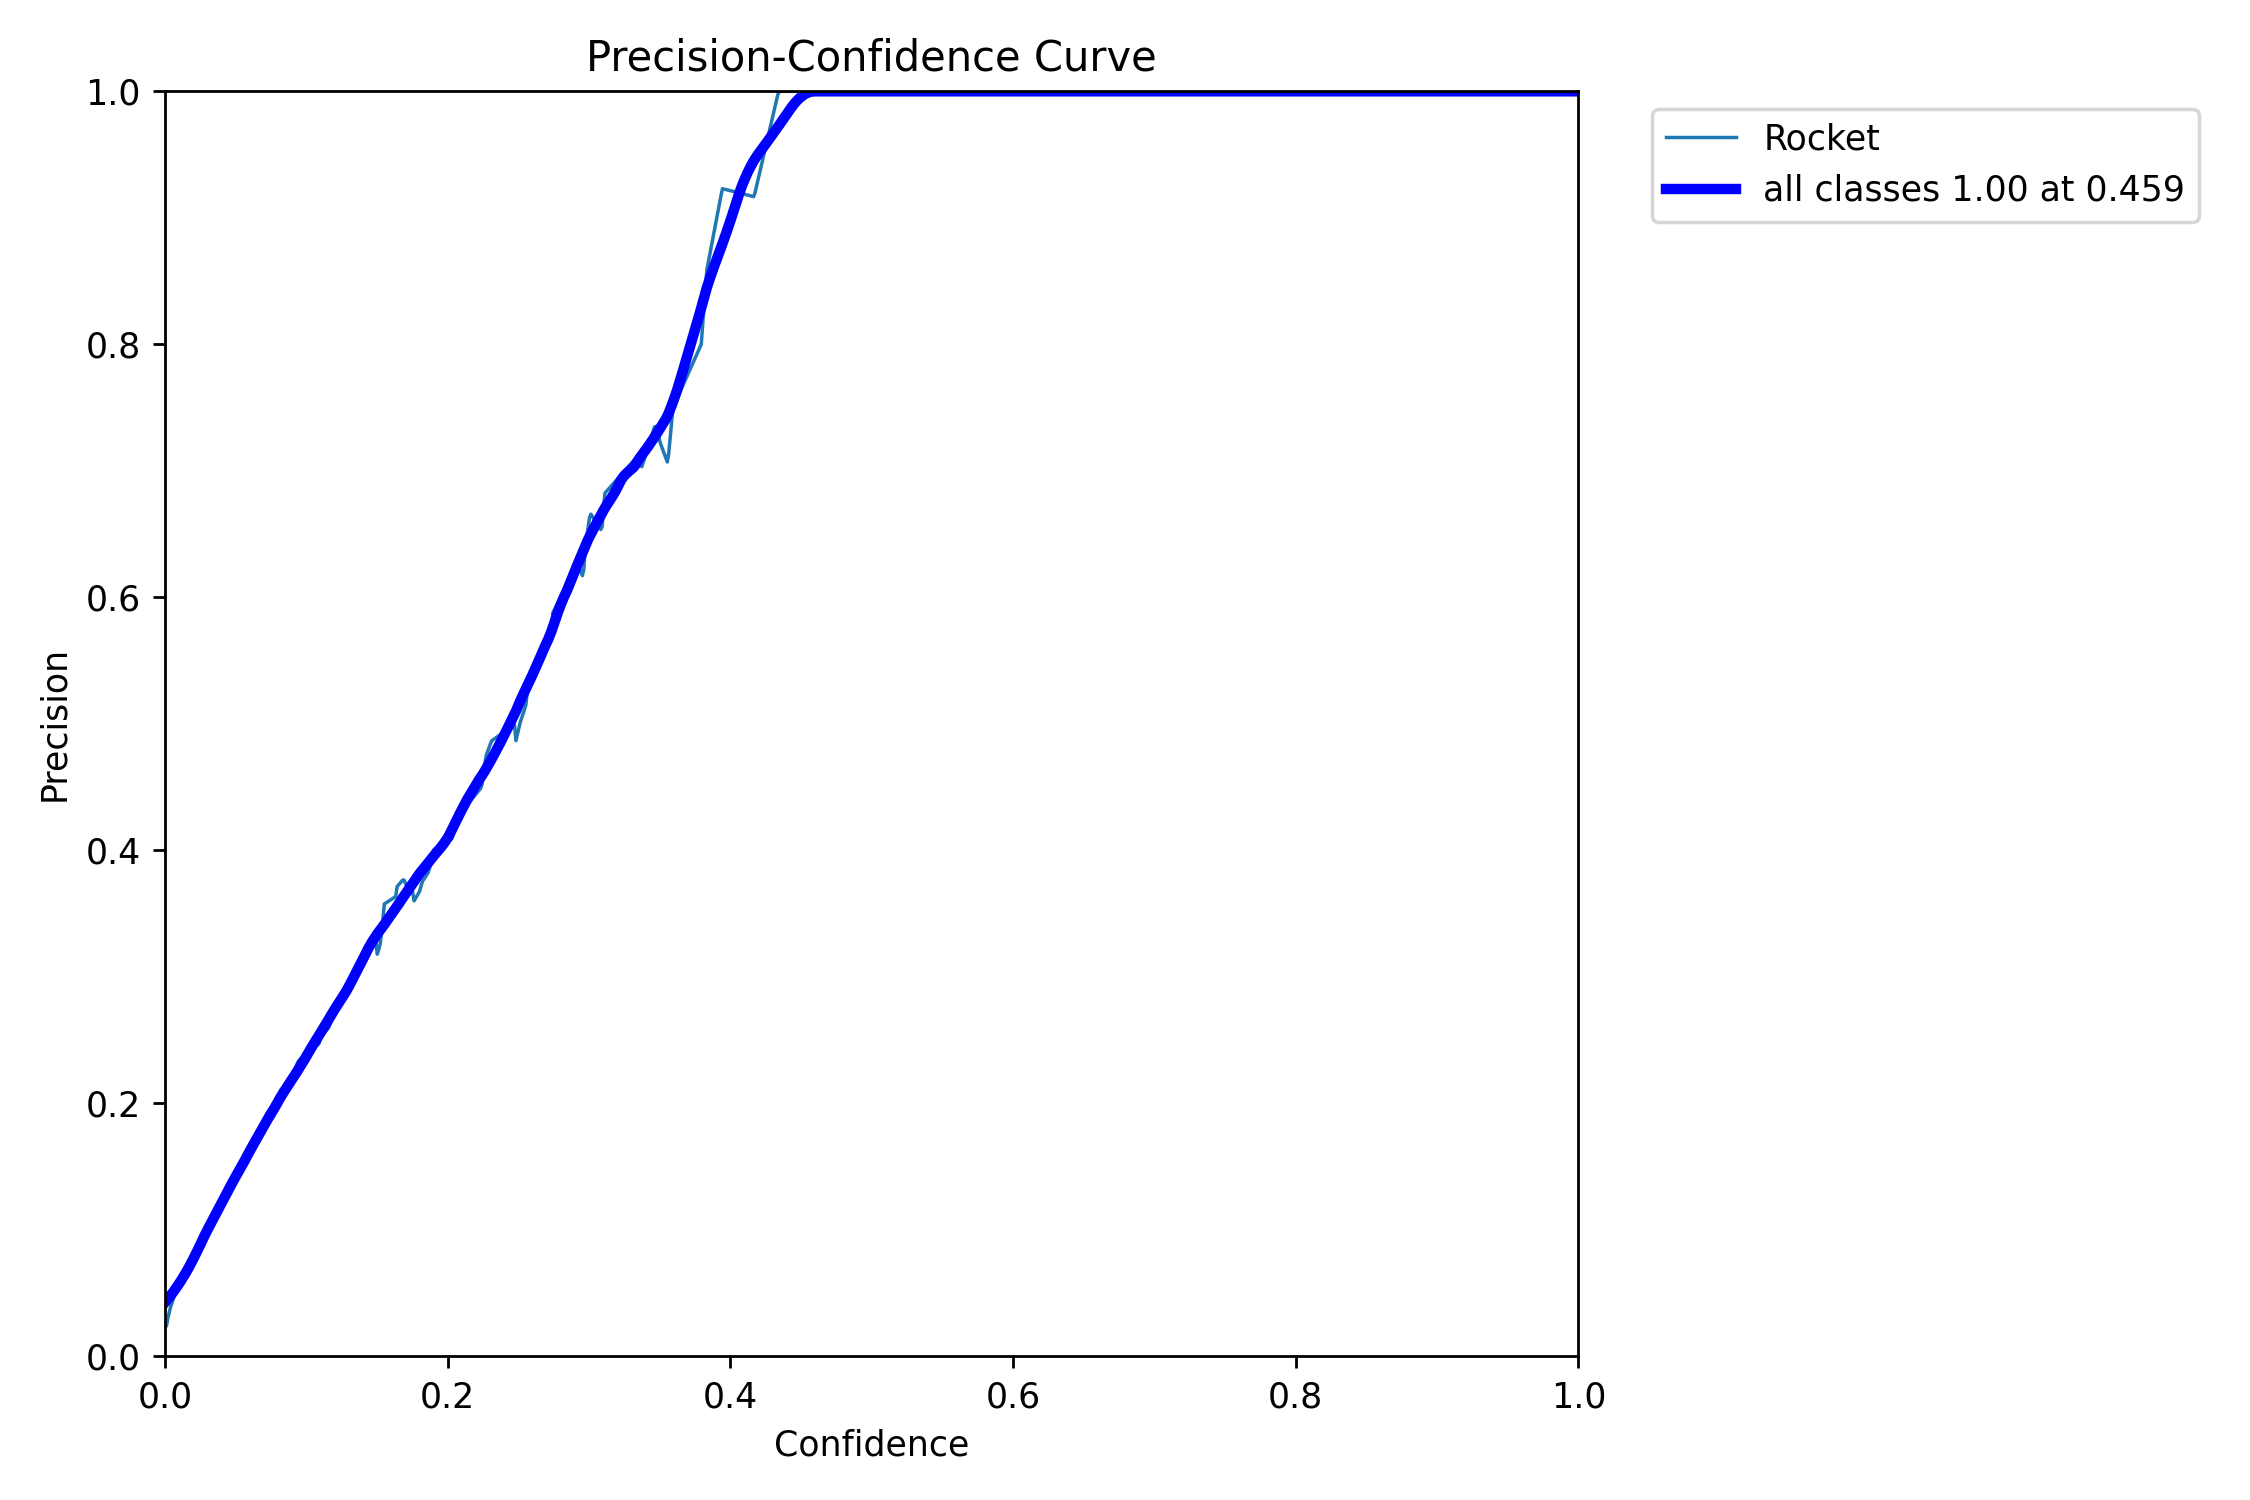 Precision-Confidence Curve
1.0
0.8
0.6
0.4
0.2
0.0
Precision
0.0 0.2 0.4 0.6 0.8 1.0
Confidence
Rocket
all classes 1.00 at 0.459